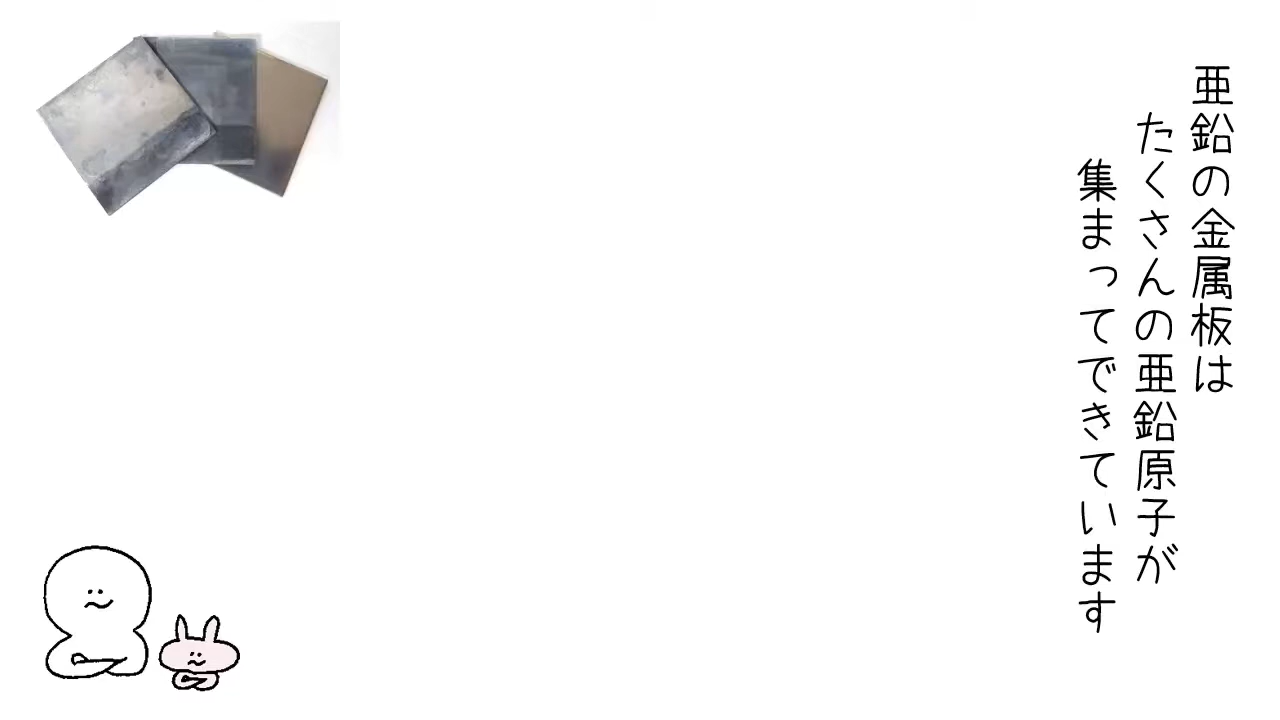 亜鉛の金属板は
たくさんの亜鉛原子が
集まってできています